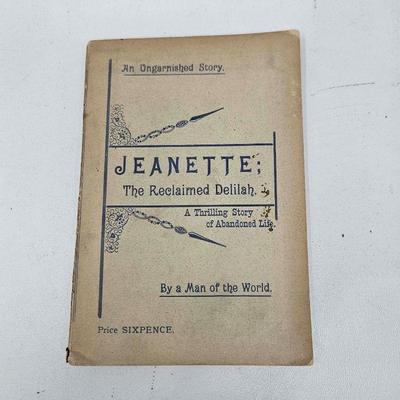 An Ungarnished Story.
JEANETTE;
The Reclaimed Delilah.
A Thrilling Story
of Abandoned Life.
By a Man of the World.
Price SIXPENCE.